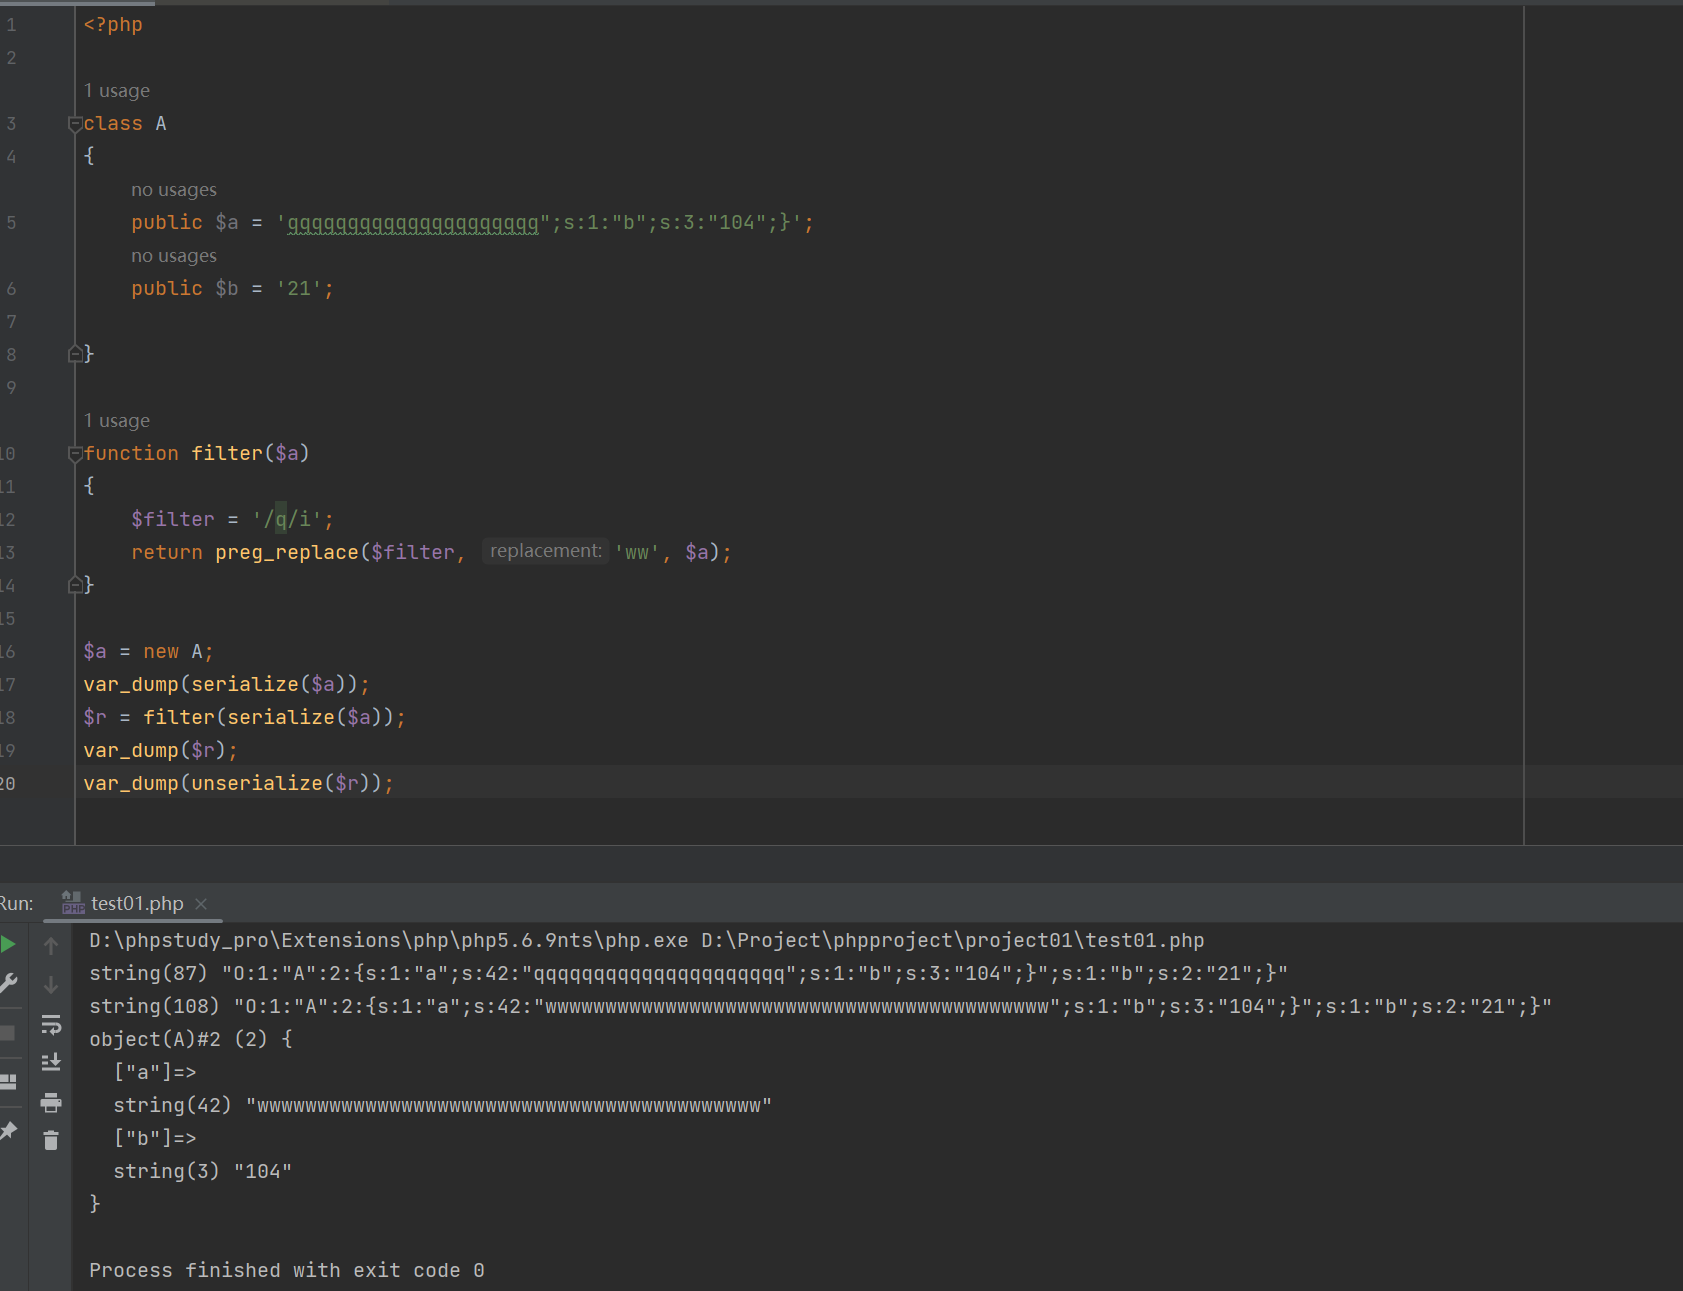 1 <?php
2
1 usage
3 class A
4 {
no usages
5 public $a = 'qqqqqqqqqqqqqqqqqqqqq";s:1:"b";s:3:"104";}';
no usages
6 public $b = '21';
7
8 }
9
1 usage
10 function filter($a)
11 {
12 $filter = '/q/i';
13 return preg_replace($filter, replacement: 'ww', $a);
14 }
15
16 $a = new A;
17 var_dump(serialize($a));
18 $r = filter(serialize($a));
19 var_dump($r);
20 var_dump(unserialize($r));
Run: PHP test01.php ×
D:\phpstudy_pro\Extensions\php\php5.6.9nts\php.exe D:\Project\phpproject\project01\test01.php
string(87) "O:1:"A":2:{s:1:"a";s:42:"qqqqqqqqqqqqqqqqqqqqq";s:1:"b";s:3:"104";}";s:1:"b";s:2:"21";}"
string(108) "O:1:"A":2:{s:1:"a";s:42:"wwwwwwwwwwwwwwwwwwwwwwwwwwwwwwwwwwwwwwwwww";s:1:"b";s:3:"104";}";s:1:"b";s:2:"21";}"
object(A)#2 (2) {
["a"]=>
string(42) "wwwwwwwwwwwwwwwwwwwwwwwwwwwwwwwwwwwwwwwwww"
["b"]=>
string(3) "104"
}
Process finished with exit code 0